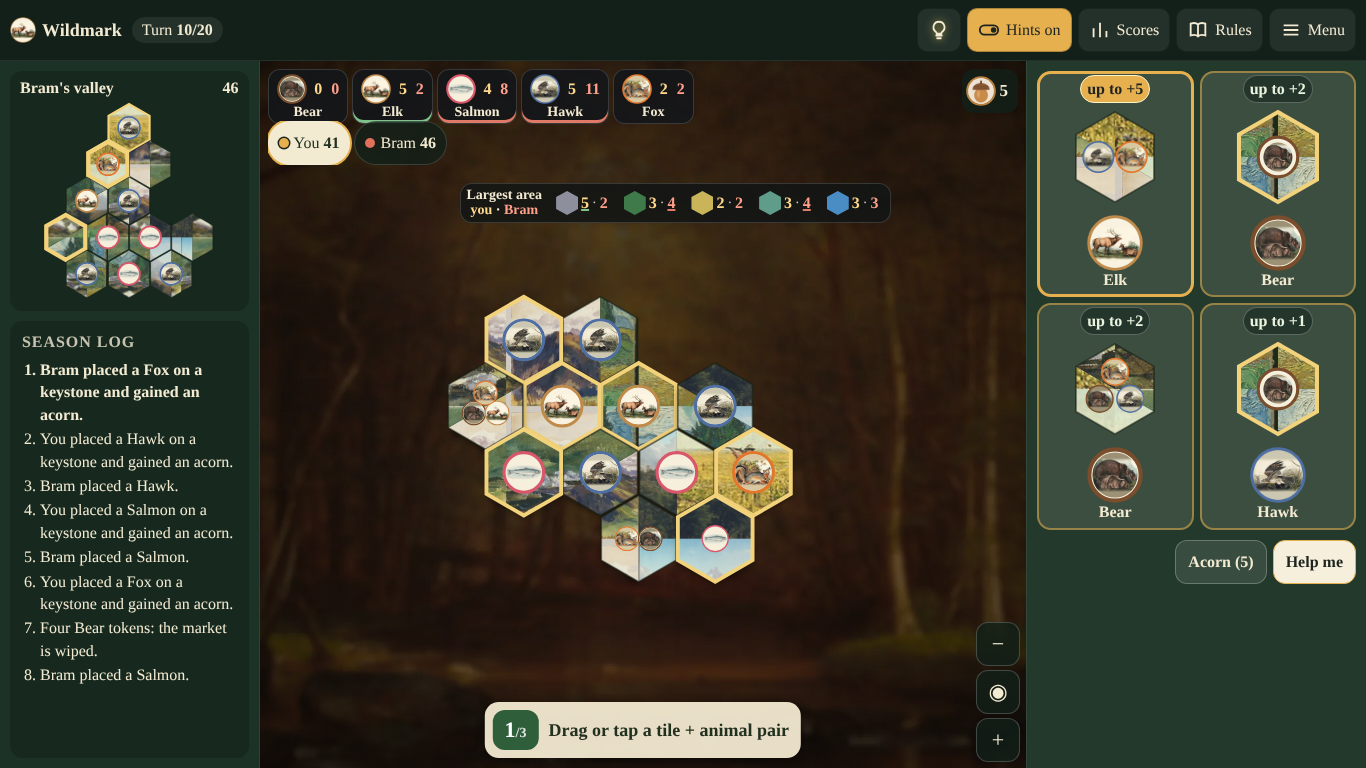 Wildmark
Turn 10/20
Hints on
Scores
Rules
Menu
Bram's valley 46
SEASON LOG
1. Bram placed a Fox on a
keystone and gained an
acorn.
2. You placed a Hawk on a
keystone and gained an acorn.
3. Bram placed a Hawk.
4. You placed a Salmon on a
keystone and gained an acorn.
5. Bram placed a Salmon.
6. You placed a Fox on a
keystone and gained an acorn.
7. Four Bear tokens: the market
is wiped.
8. Bram placed a Salmon.
0 0
Bear
5 2
Elk
4 8
Salmon
5 11
Hawk
2 2
Fox
5
You 41
Bram 46
Largest area
you · Bram
5 · 2
3 · 4
2 · 2
3 · 4
3 · 3
1/3 Drag or tap a tile + animal pair
−
+
up to +5
Elk
up to +2
Bear
up to +2
Bear
up to +1
Hawk
Acorn (5)
Help me